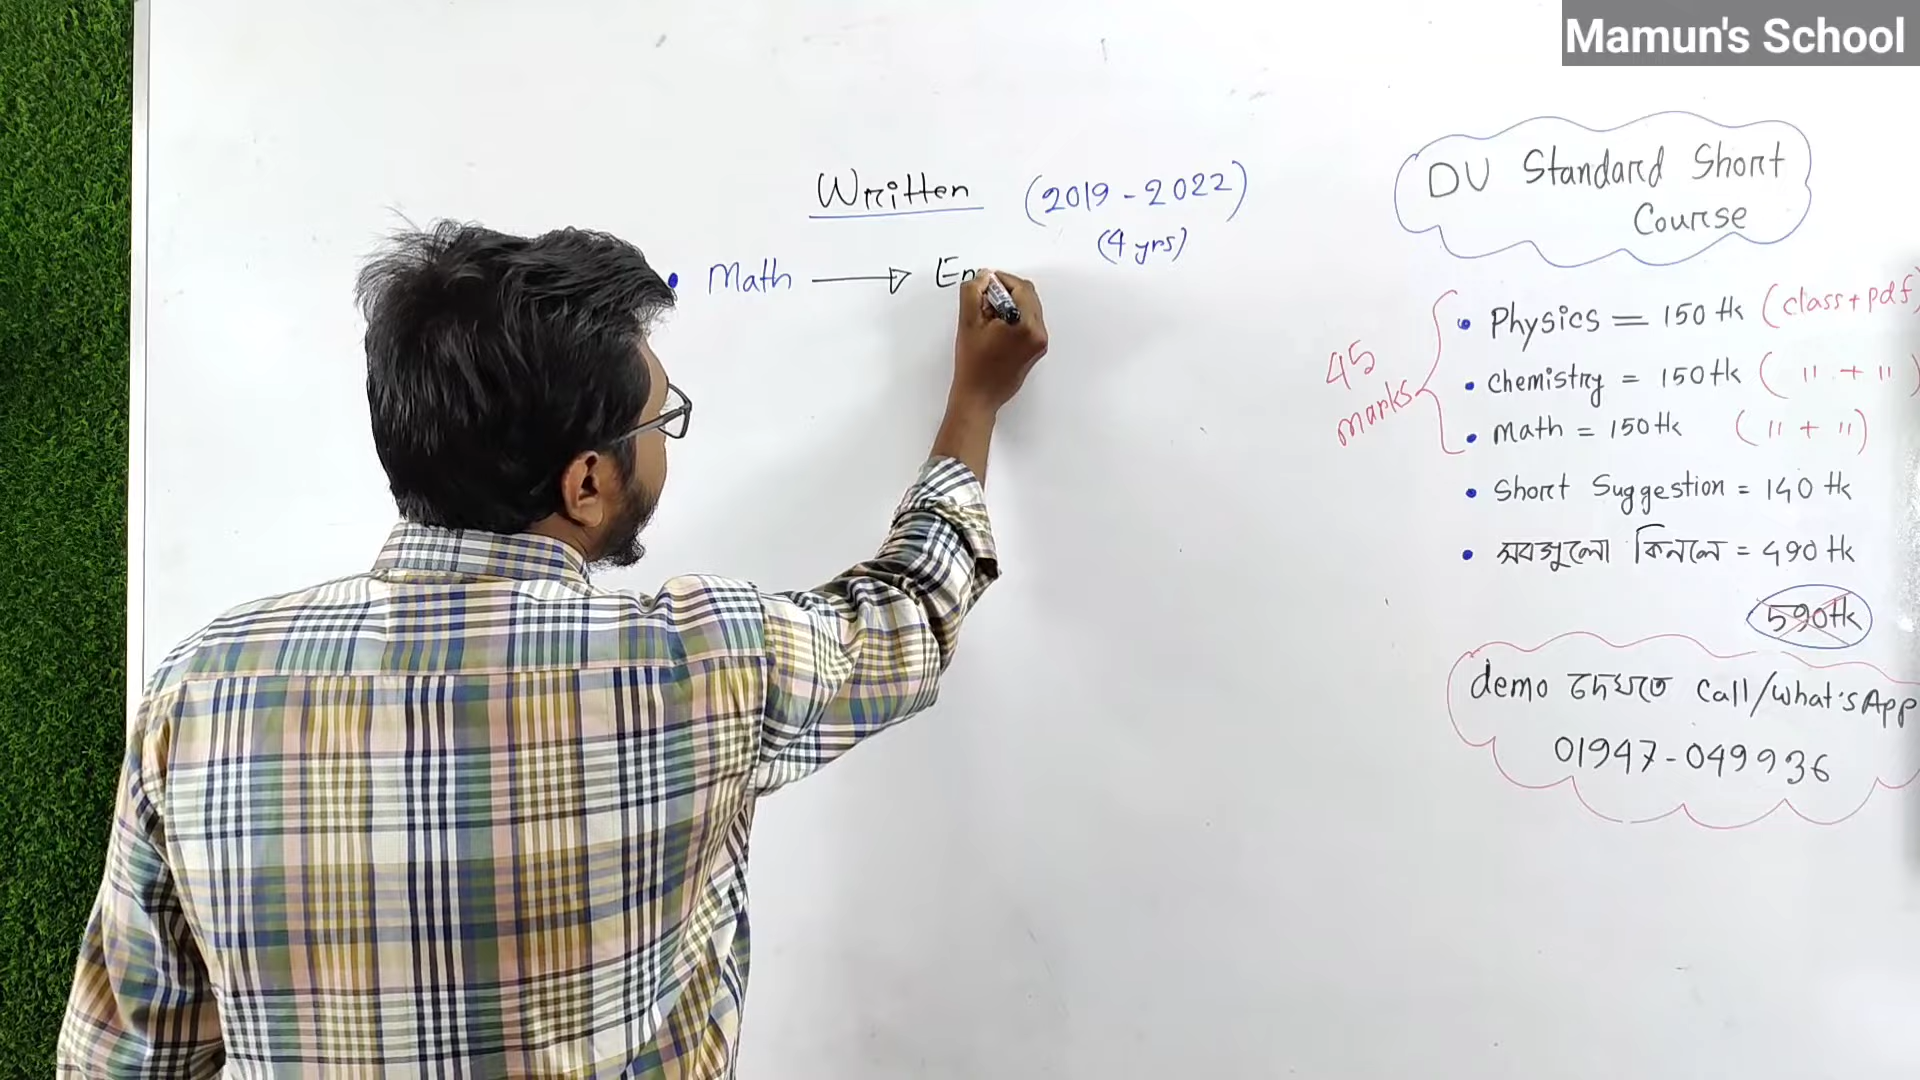 Mamun's School
Written (2019-2022)
(4 yrs)
• Math → En
DU Standard Short
Course
45
marks
• Physics = 150 tk (class+pdf)
• Chemistry = 150 tk ( " + " )
• Math = 150 tk ( " + " )
• Short Suggestion = 140 tk
• সবগুলো কিনলে = 490 tk
590 tk
demo দেখতে Call/What'sApp
01947-049936